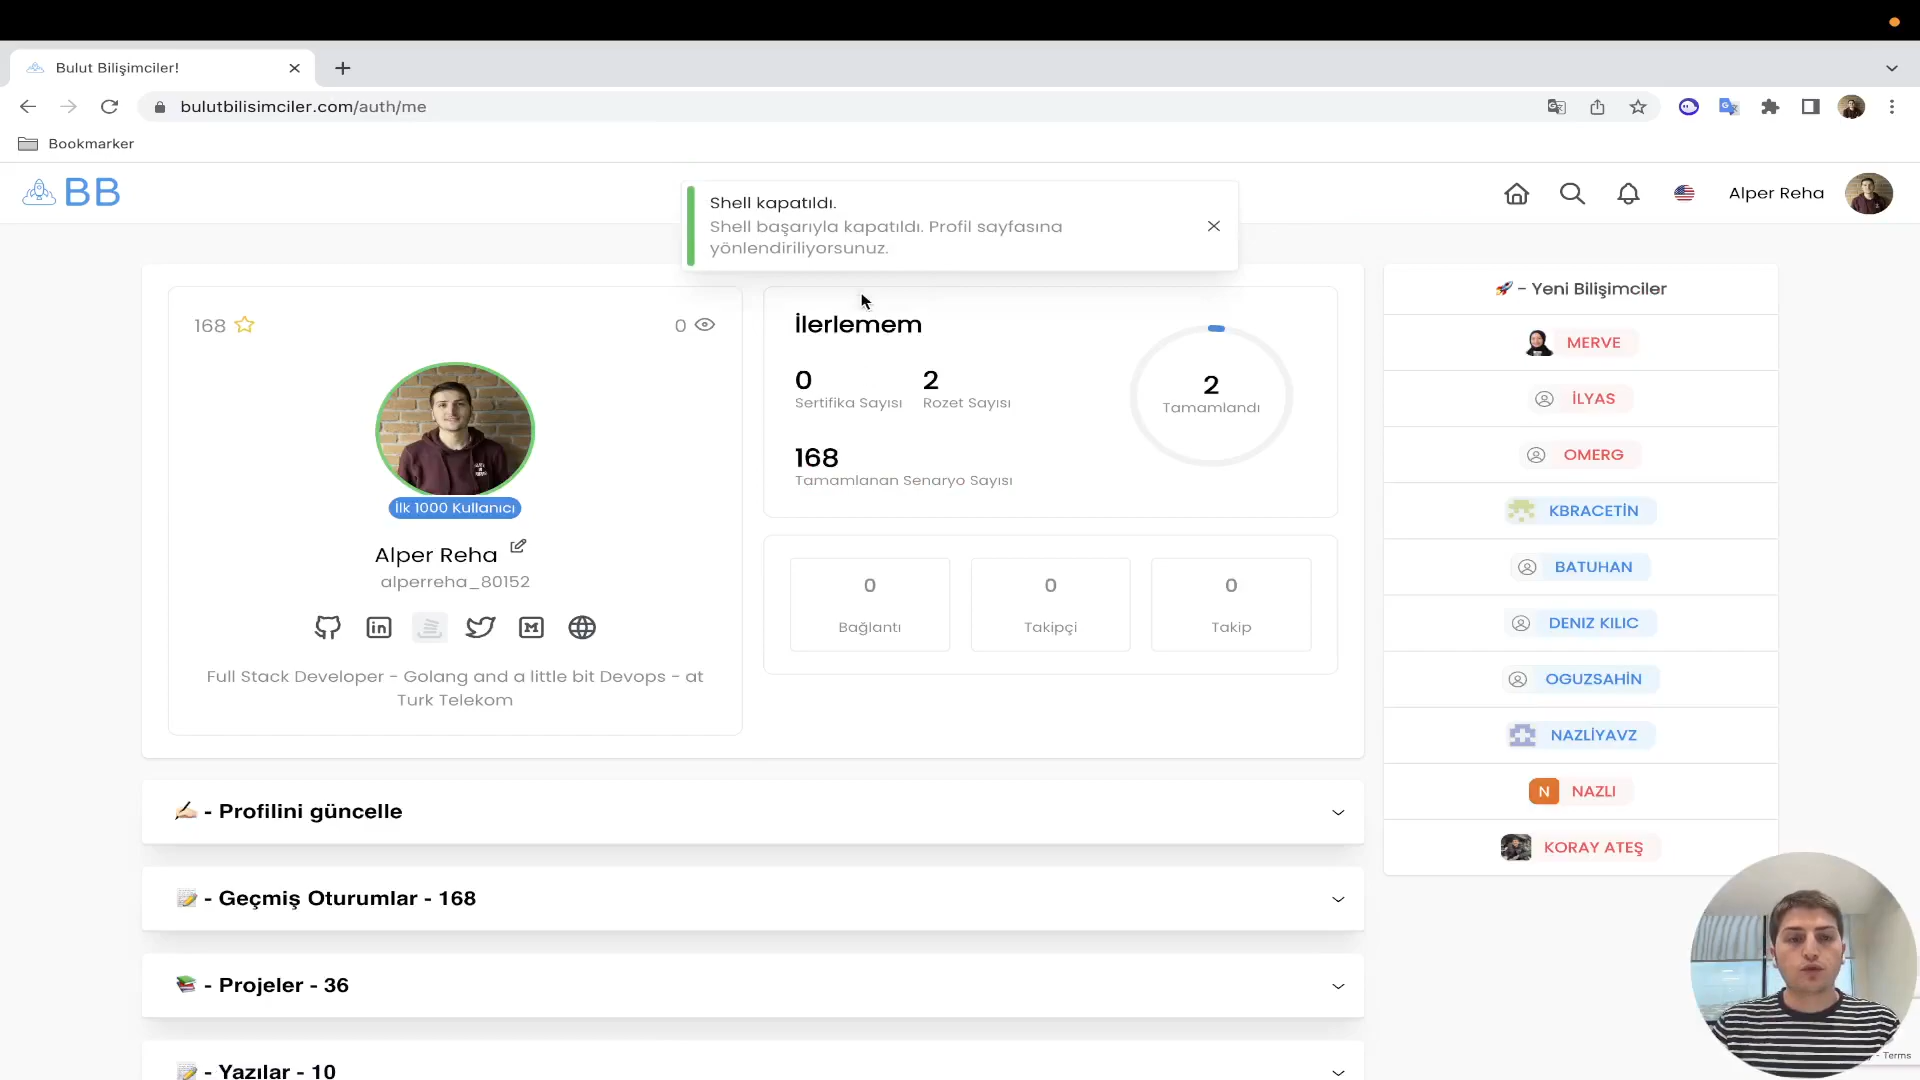 Bulut Bilişimciler!
bulutbilisimciler.com/auth/me
Bookmarker
BB
Shell kapatıldı.
Shell başarıyla kapatıldı. Profil sayfasına
yönlendiriliyorsunuz.
Alper Reha
168
0
İlk 1000 Kullanıcı
Alper Reha
alperreha_80152
Full Stack Developer - Golang and a little bit Devops - at
Turk Telekom
İlerlemem
0
Sertifika Sayısı
2
Rozet Sayısı
168
Tamamlanan Senaryo Sayısı
2
Tamamlandı
0
Bağlantı
0
Takipçi
0
Takip
🚀 - Yeni Bilişimciler
MERVE
İLYAS
OMERG
KBRACETİN
BATUHAN
DENIZ KILIC
OGUZSAHİN
NAZLİYAVZ
N NAZLI
KORAY ATEŞ
✍🏻 - Profilini güncelle
📝 - Geçmiş Oturumlar - 168
📚 - Projeler - 36
📝 - Yazılar - 10
- Terms